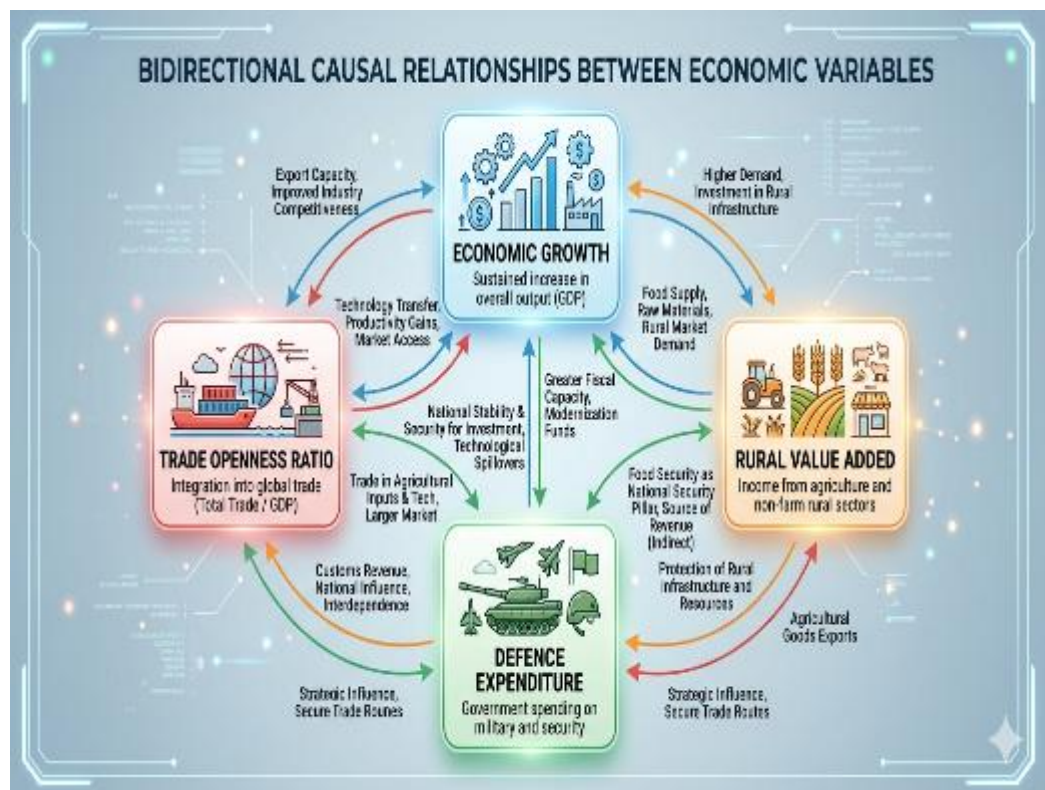 BIDIRECTIONAL CAUSAL RELATIONSHIPS BETWEEN ECONOMIC VARIABLES
Export Capacity,
Improved Industry
Competitiveness
Higher Demand,
Investment in Rural
Infrastructure
ECONOMIC GROWTH
Sustained increase in
overall output (GDP)
Technology Transfer,
Productivity Gains,
Market Access
Food Supply,
Raw Materials,
Rural Market
Demand
TRADE OPENNESS RATIO
Integration into global trade
(Total Trade / GDP)
National Stability &
Security for Investment,
Technological
Spillovers
Greater Fiscal
Capacity,
Modernization
Funds
RURAL VALUE ADDED
Income from agriculture and
non-farm rural sectors
Trade in Agricultural
Inputs & Tech,
Larger Market
Food Security as
National Security
Pillar, Source of
Revenue
(Indirect)
Customs Revenue,
National Influence,
Interdependence
Protection of Rural
Infrastructure and
Resources
Agricultural
Goods Exports
DEFENCE
EXPENDITURE
Government spending on
military and security
Strategic Influence,
Secure Trade Rounes
Strategic Influence,
Secure Trade Routes